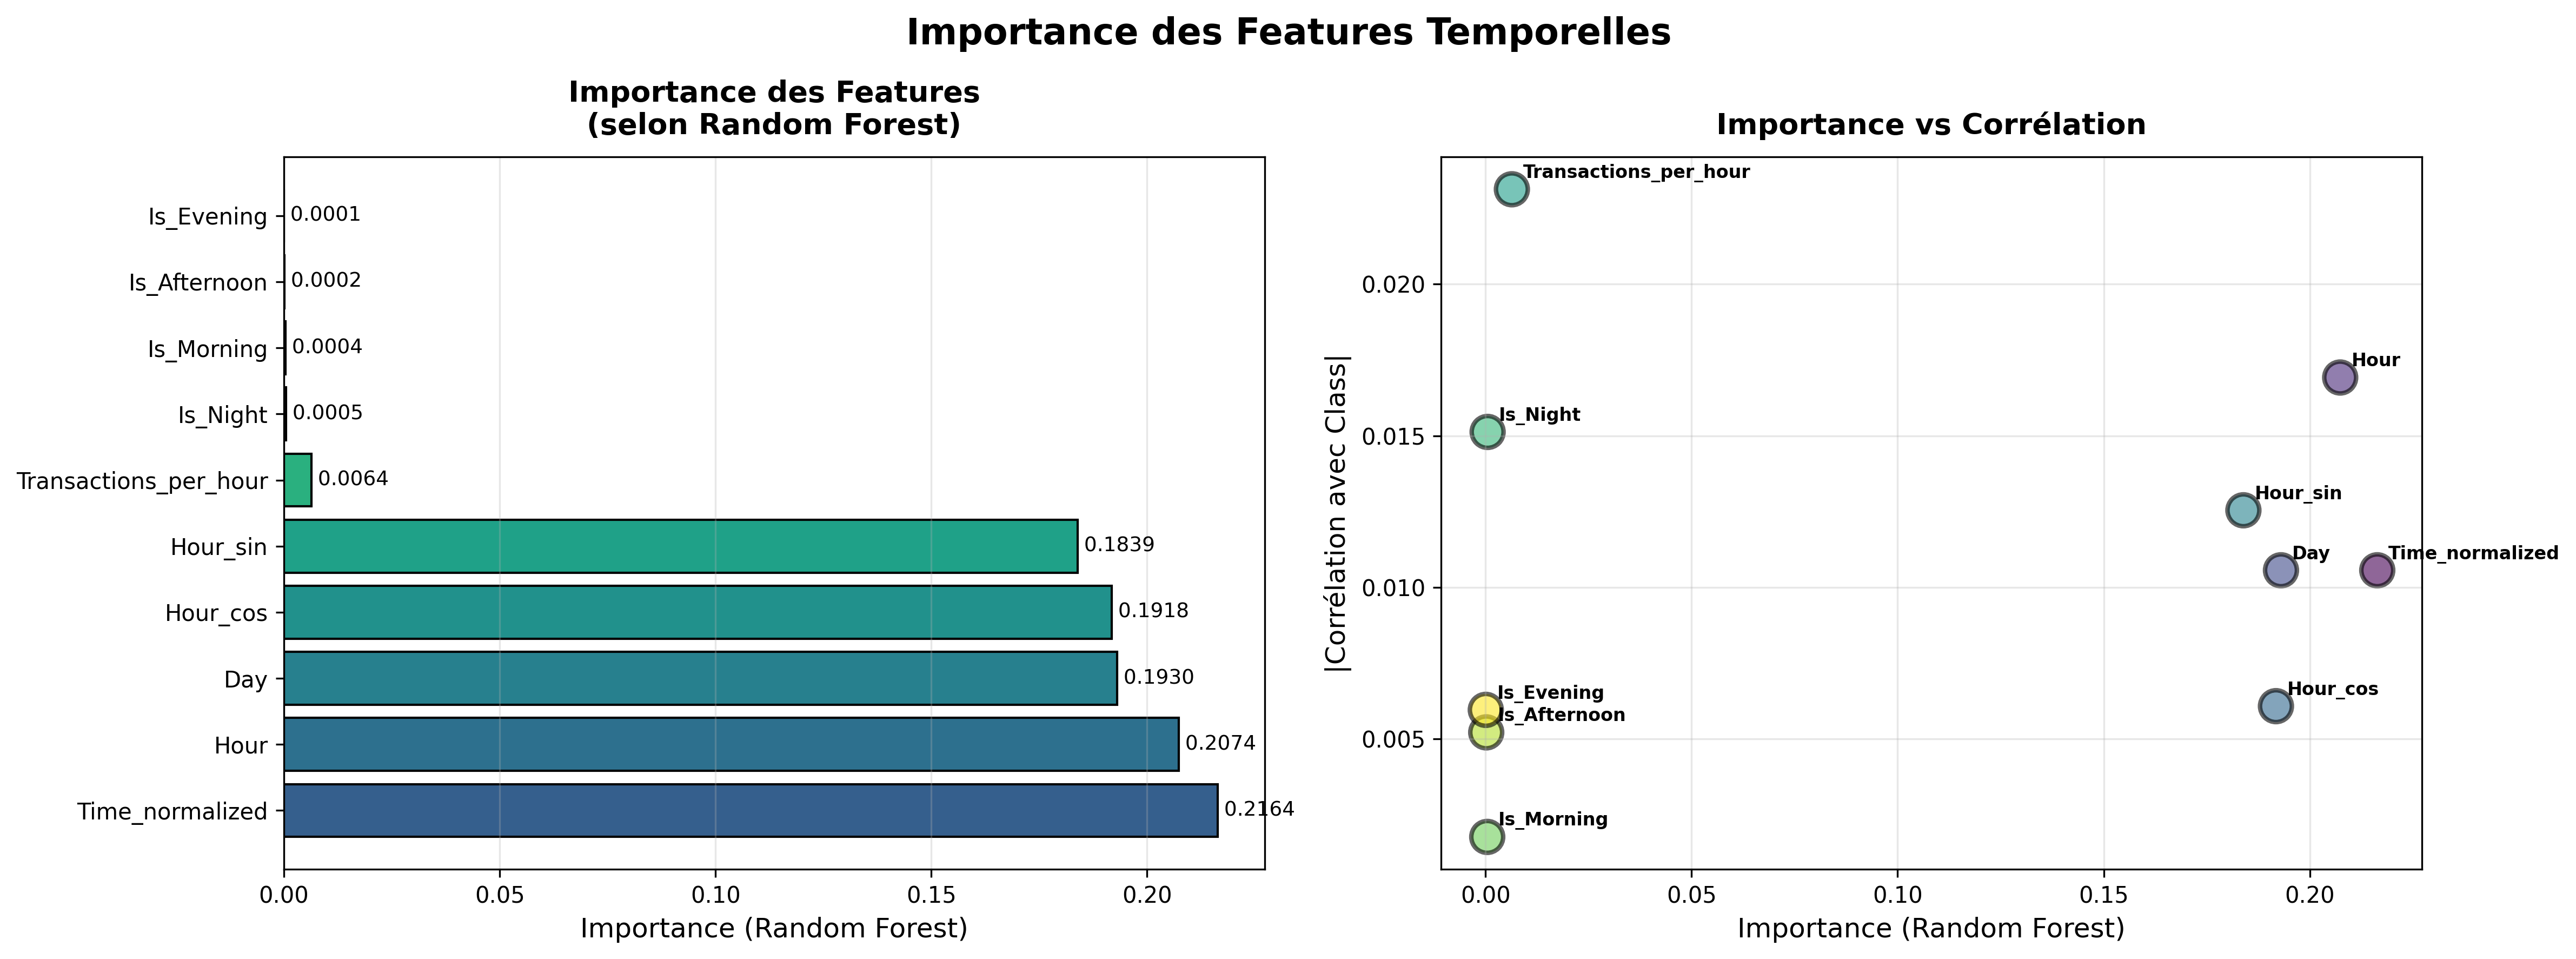 Importance des Features Temporelles
Importance des Features
(selon Random Forest)
Is_Evening
0.0001
Is_Afternoon
0.0002
Is_Morning
0.0004
Is_Night
0.0005
Transactions_per_hour
0.0064
Hour_sin
0.1839
Hour_cos
0.1918
Day
0.1930
Hour
0.2074
Time_normalized
0.2164
0.00 0.05 0.10 0.15 0.20
Importance (Random Forest)
Importance vs Corrélation
|Corrélation avec Class|
0.020
0.015
0.010
0.005
Transactions_per_hour
Hour
Is_Night
Hour_sin
Day
Time_normalized
Is_Evening
Hour_cos
Is_Afternoon
Is_Morning
0.00 0.05 0.10 0.15 0.20
Importance (Random Forest)